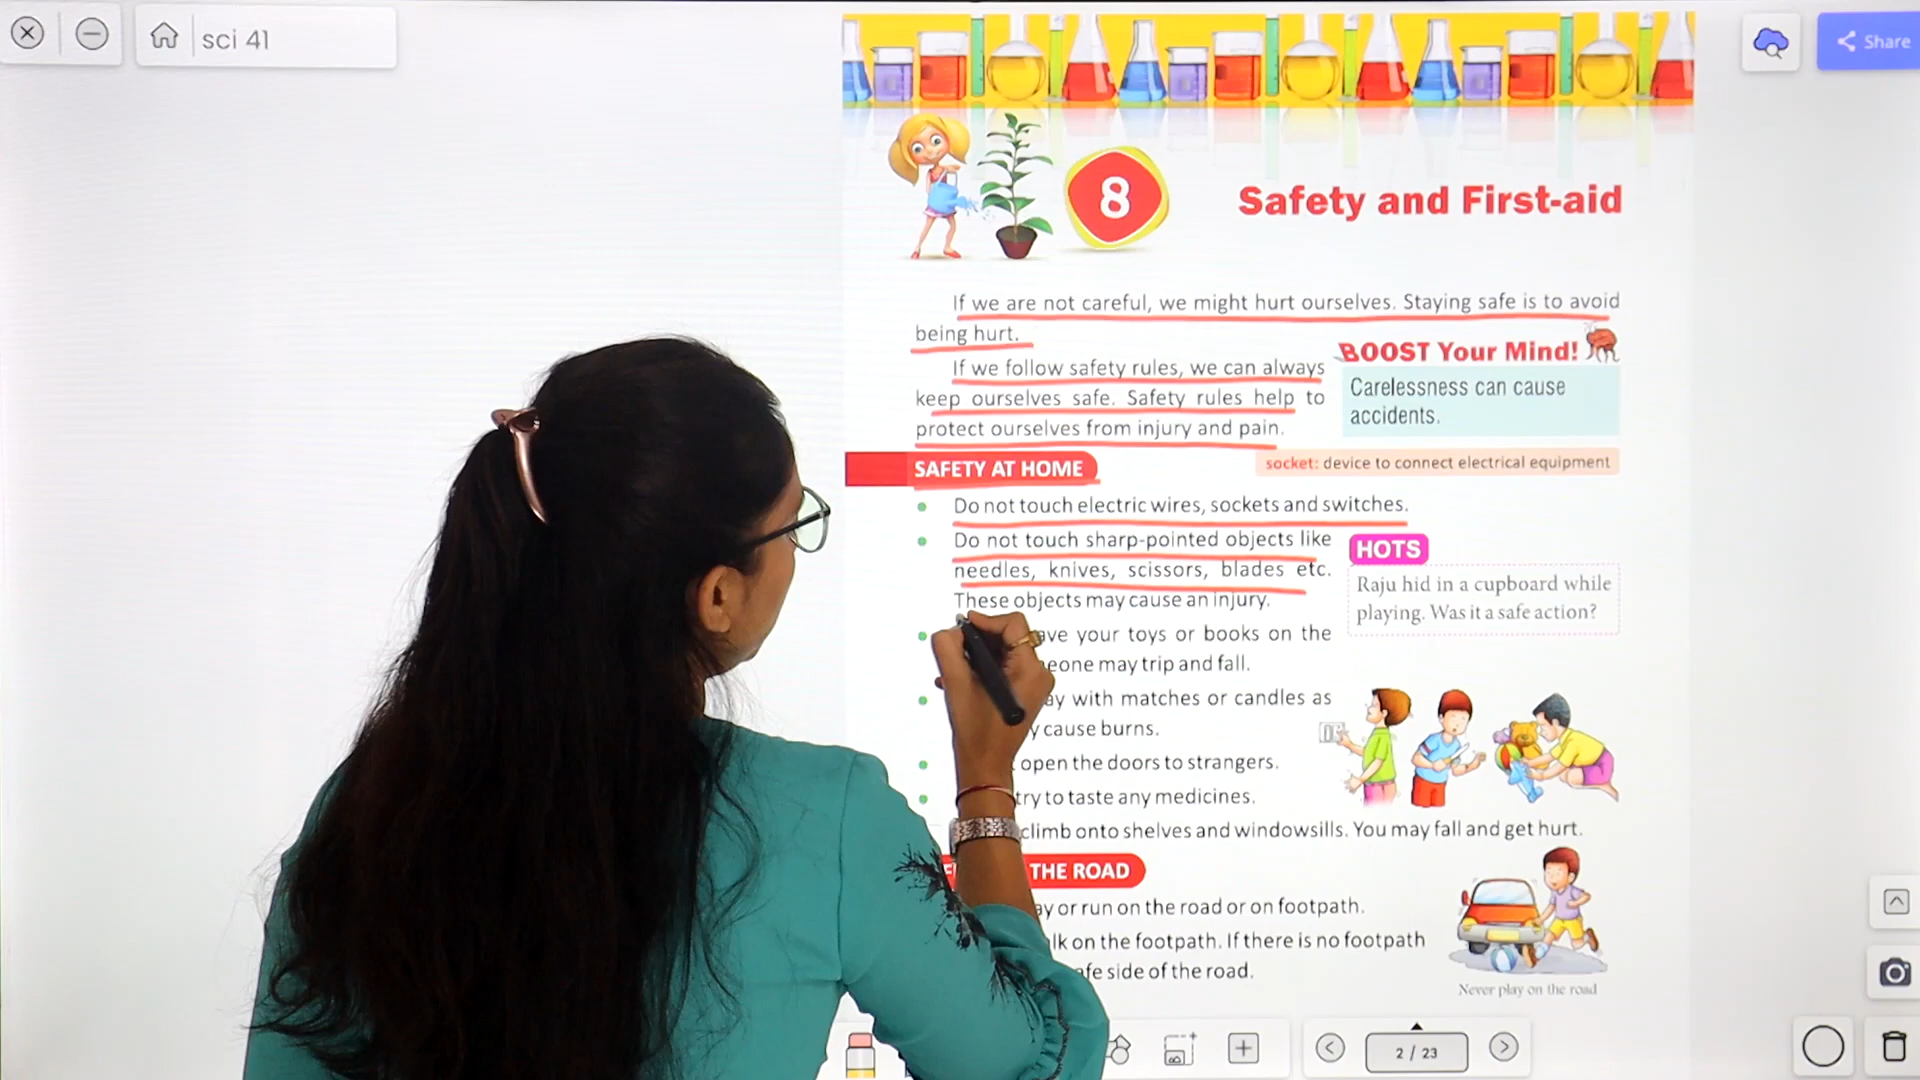 sci 41
Share
8
Safety and First-aid
If we are not careful, we might hurt ourselves. Staying safe is to avoid
being hurt.
If we follow safety rules, we can always
keep ourselves safe. Safety rules help to
protect ourselves from injury and pain.
BOOST Your Mind!
Carelessness can cause
accidents.
SAFETY AT HOME
socket: device to connect electrical equipment
Do not touch electric wires, sockets and switches.
Do not touch sharp-pointed objects like
needles, knives, scissors, blades etc.
These objects may cause an injury.
HOTS
Raju hid in a cupboard while
playing. Was it a safe action?
your toys or books on the
may trip and fall.
with matches or candles as
cause burns.
open the doors to strangers.
try to taste any medicines.
climb onto shelves and windowsills. You may fall and get hurt.
THE ROAD
or run on the road or on footpath.
on the footpath. If there is no footpath
side of the road.
Never play on the road
2 / 23